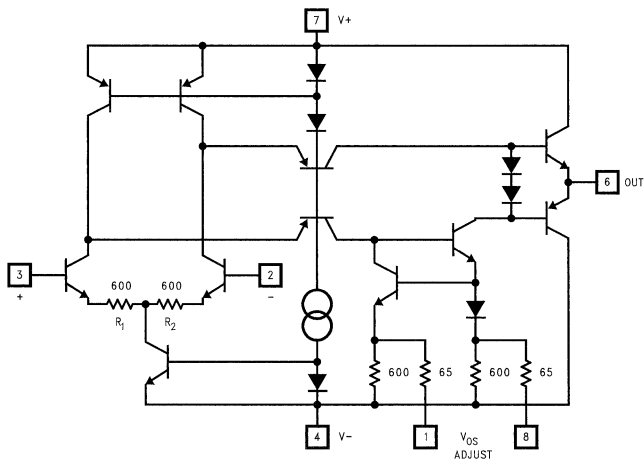 7 V+
6 OUT
3
+
600 600
2
-
R1 R2
600 65 600 65
4 V-
1 VOS 8
ADJUST